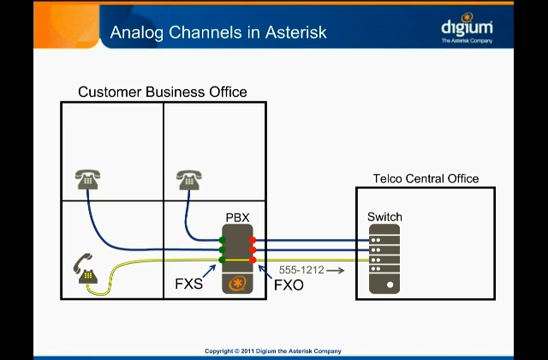 Analog Channels in Asterisk
digium
The Asterisk Company
Customer Business Office
Telco Central Office
PBX
Switch
FXS
FXO
555-1212
Copyright © 2011 Digium the Asterisk Company